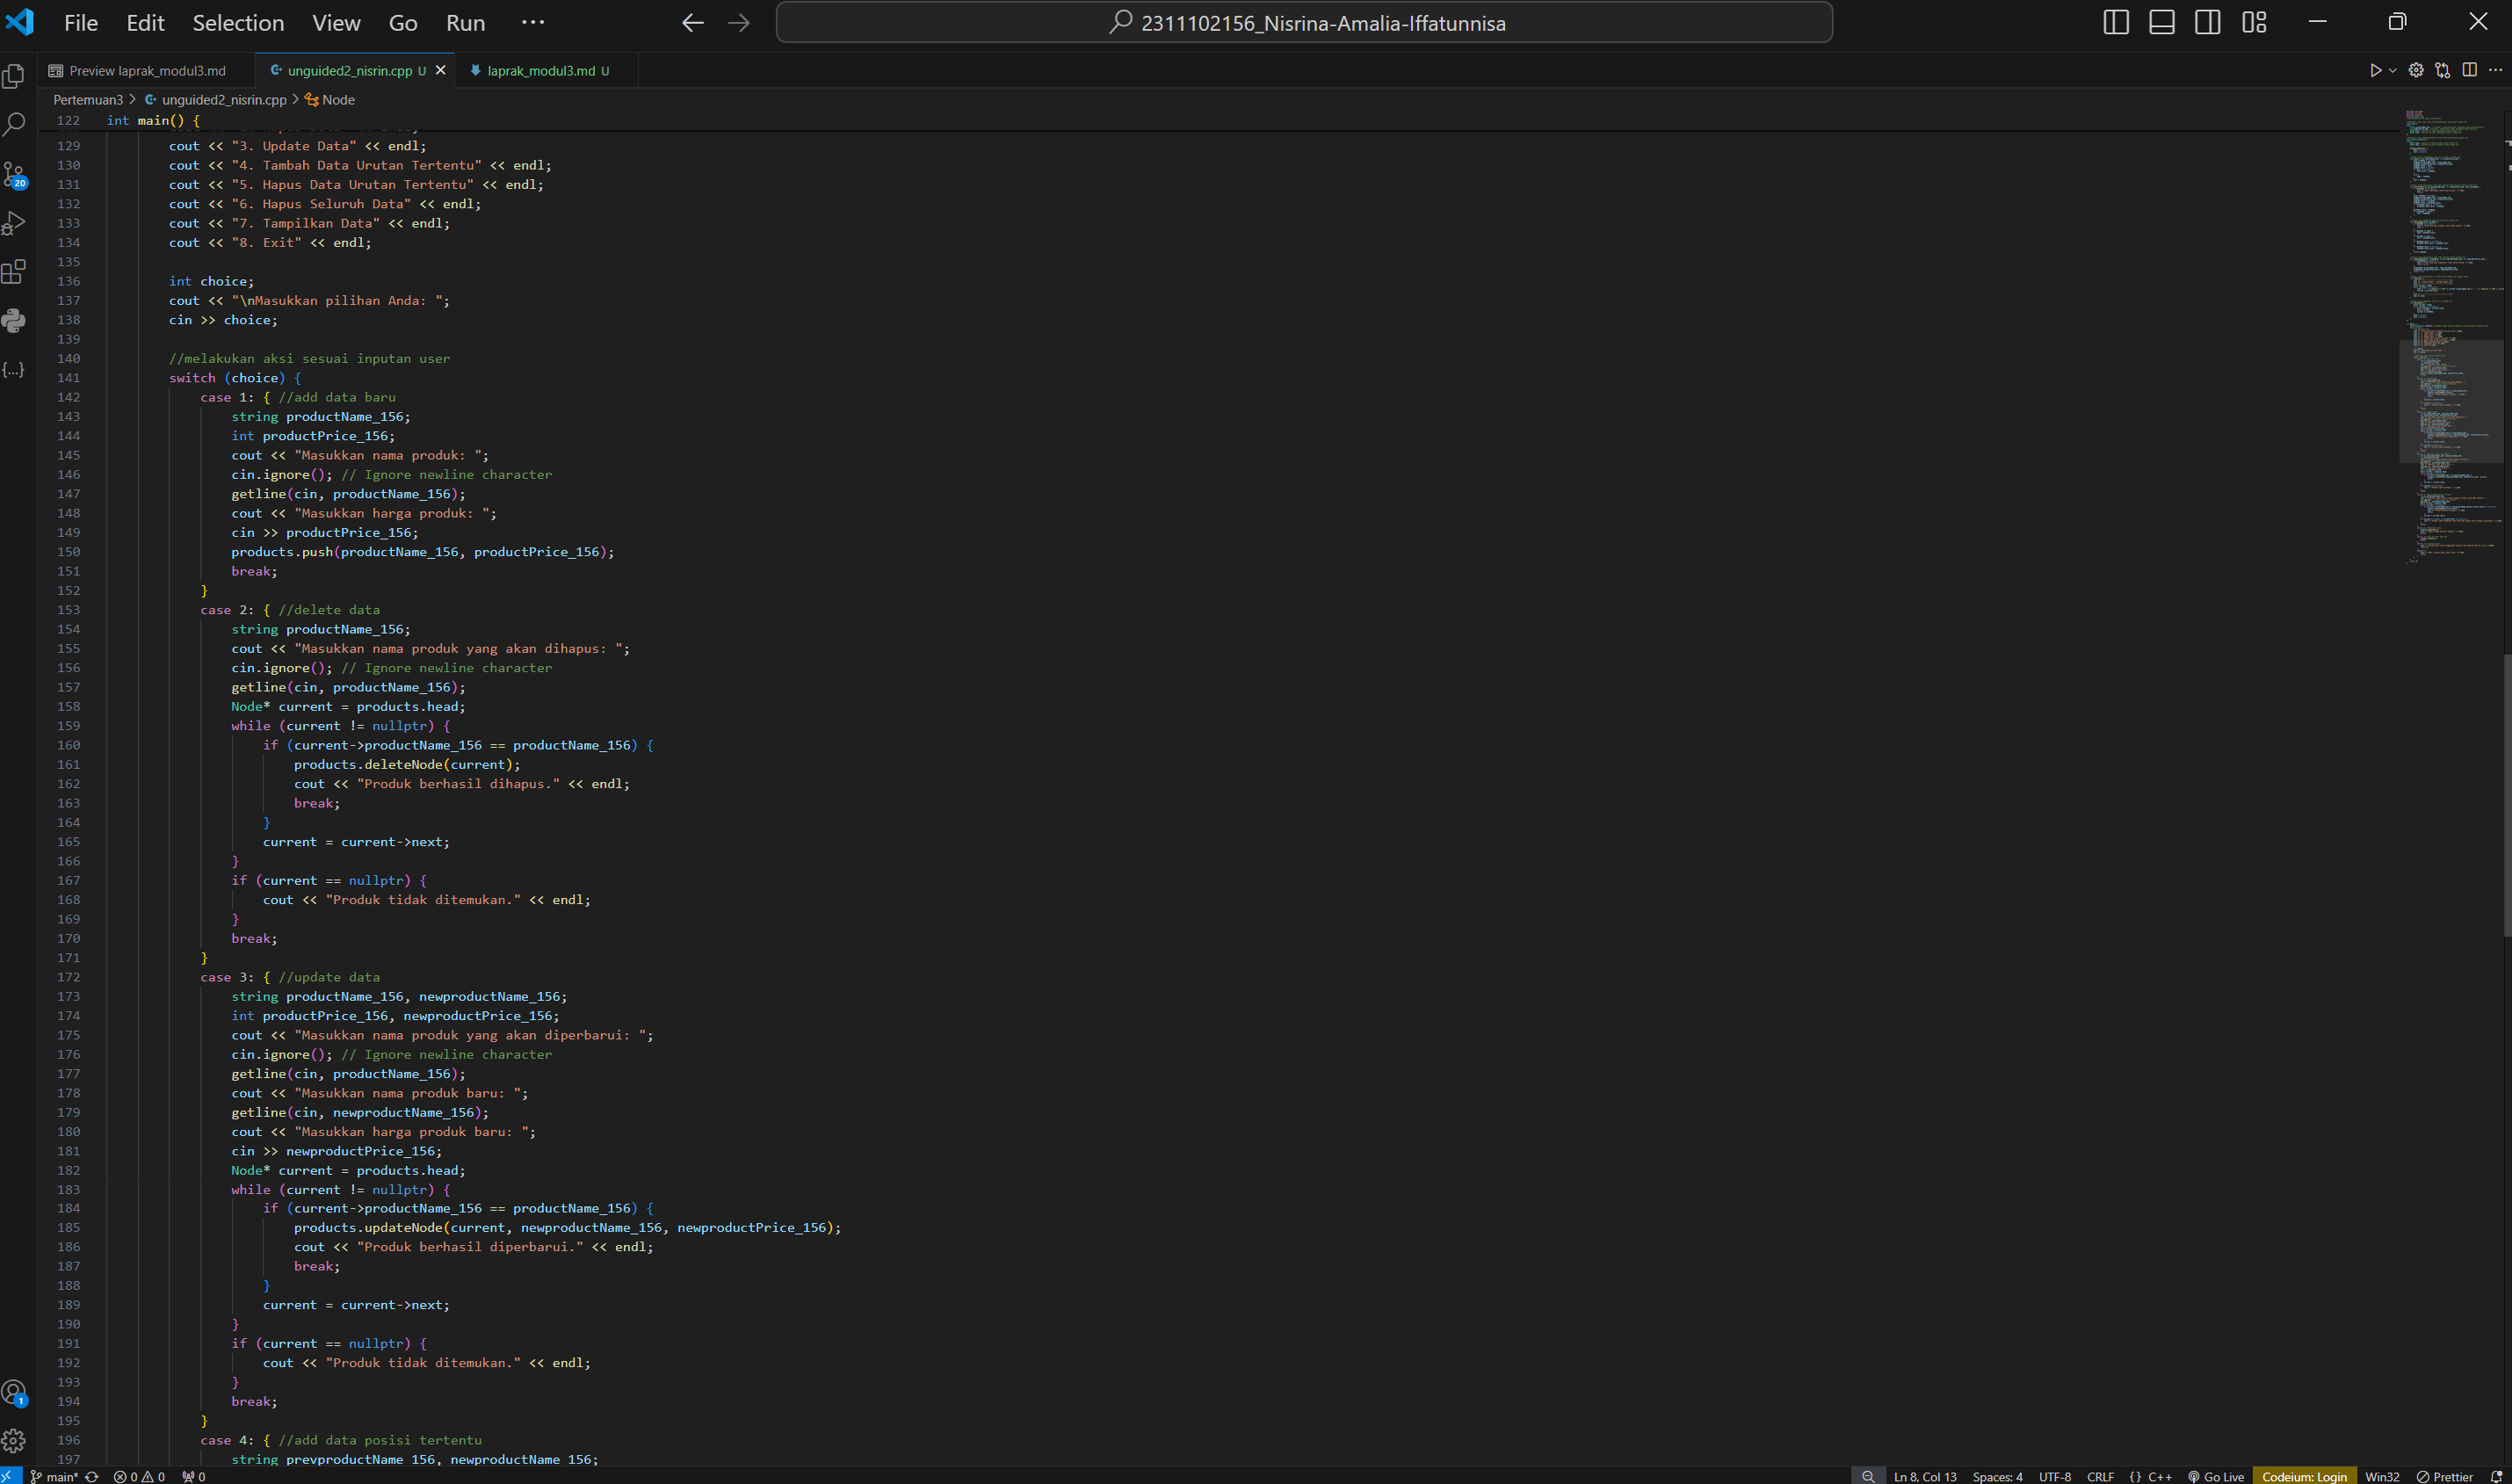 File Edit Selection View Go Run ...
2311102156_Nisrina-Amalia-Iffatunnisa
Preview laprak_modul3.md
unguided2_nisrin.cpp U
laprak_modul3.md U
Pertemuan3 > unguided2_nisrin.cpp > Node
122 int main() {
129 cout << "3. Update Data" << endl;
130 cout << "4. Tambah Data Urutan Tertentu" << endl;
131 cout << "5. Hapus Data Urutan Tertentu" << endl;
132 cout << "6. Hapus Seluruh Data" << endl;
133 cout << "7. Tampilkan Data" << endl;
134 cout << "8. Exit" << endl;
135
136 int choice;
137 cout << "\nMasukkan pilihan Anda: ";
138 cin >> choice;
139
140 //melakukan aksi sesuai inputan user
141 switch (choice) {
142 case 1: { //add data baru
143 string productName_156;
144 int productPrice_156;
145 cout << "Masukkan nama produk: ";
146 cin.ignore(); // Ignore newline character
147 getline(cin, productName_156);
148 cout << "Masukkan harga produk: ";
149 cin >> productPrice_156;
150 products.push(productName_156, productPrice_156);
151 break;
152 }
153 case 2: { //delete data
154 string productName_156;
155 cout << "Masukkan nama produk yang akan dihapus: ";
156 cin.ignore(); // Ignore newline character
157 getline(cin, productName_156);
158 Node* current = products.head;
159 while (current != nullptr) {
160 if (current->productName_156 == productName_156) {
161 products.deleteNode(current);
162 cout << "Produk berhasil dihapus." << endl;
163 break;
164 }
165 current = current->next;
166 }
167 if (current == nullptr) {
168 cout << "Produk tidak ditemukan." << endl;
169 }
170 break;
171 }
172 case 3: { //update data
173 string productName_156, newproductName_156;
174 int productPrice_156, newproductPrice_156;
175 cout << "Masukkan nama produk yang akan diperbarui: ";
176 cin.ignore(); // Ignore newline character
177 getline(cin, productName_156);
178 cout << "Masukkan nama produk baru: ";
179 getline(cin, newproductName_156);
180 cout << "Masukkan harga produk baru: ";
181 cin >> newproductPrice_156;
182 Node* current = products.head;
183 while (current != nullptr) {
184 if (current->productName_156 == productName_156) {
185 products.updateNode(current, newproductName_156, newproductPrice_156);
186 cout << "Produk berhasil diperbarui." << endl;
187 break;
188 }
189 current = current->next;
190 }
191 if (current == nullptr) {
192 cout << "Produk tidak ditemukan." << endl;
193 }
194 break;
195 }
196 case 4: { //add data posisi tertentu
197 string prevproductName_156, newproductName_156;
20
1
main* 0 0 0
Ln 8, Col 13 Spaces: 4 UTF-8 CRLF {} C++ Go Live Codeium: Login Win32 Prettier